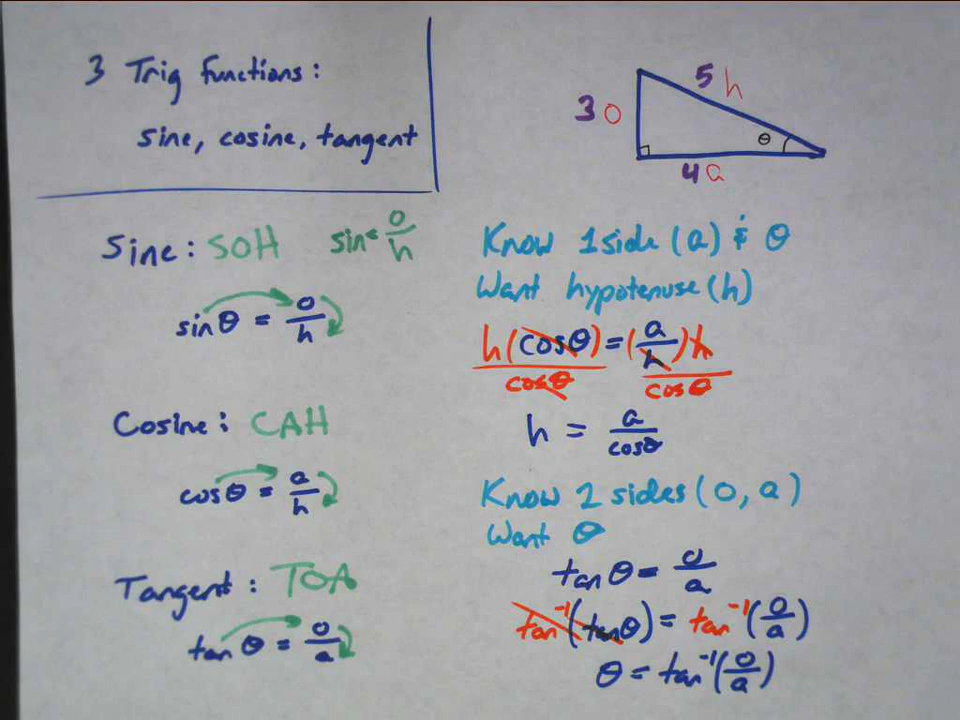 3 Trig Functions:
sine, cosine, tangent
5 h
3 o
θ
4 a
Sine: SOH sin = o/h
sin θ = o/h
Cosine: CAH
cos θ = a/h
Tangent: TOA
tan θ = o/a
Know 1 side (a) & θ
Want hypotenuse (h)
h(cosθ) = (a/h)h
cosθ cosθ
h = a/cosθ
Know 2 sides (o, a)
Want θ
tan θ = o/a
tan⁻¹(tanθ) = tan⁻¹(o/a)
θ = tan⁻¹(o/a)